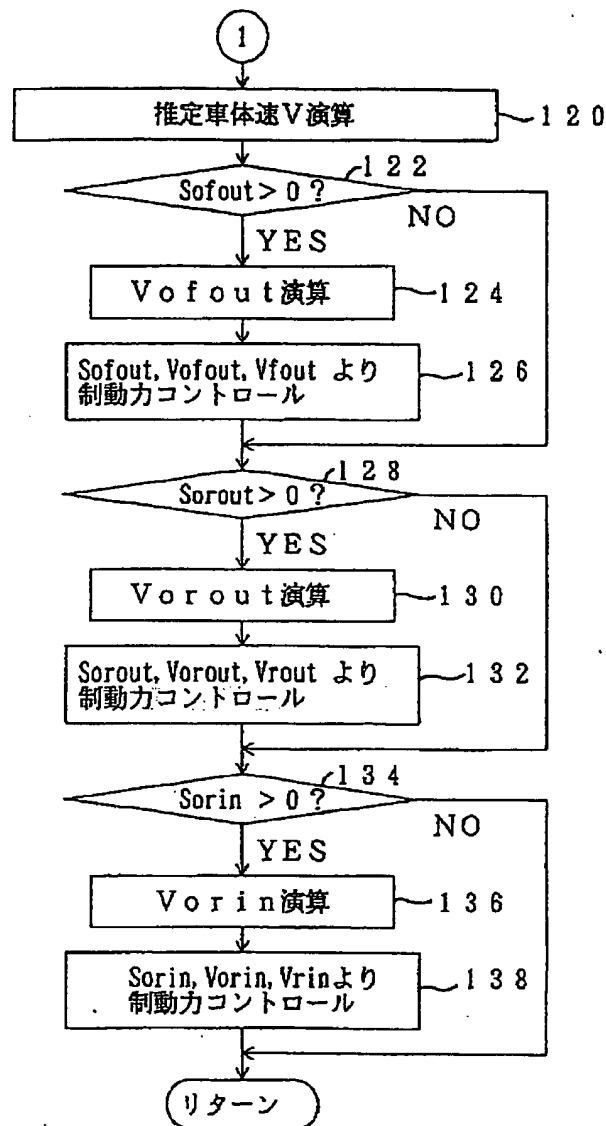 1
推定車体速V演算
120
122
Sofout>0?
NO
YES
Vofout演算
124
Sofout,Vofout,Vfout より
制動力コントロール
126
128
Sorout>0?
NO
YES
Vorout演算
130
Sorout,Vorout,Vrout より
制動力コントロール
132
134
Sorin >0?
NO
YES
Vorin演算
136
Sorin,Vorin,Vrinより
制動力コントロール
138
リターン